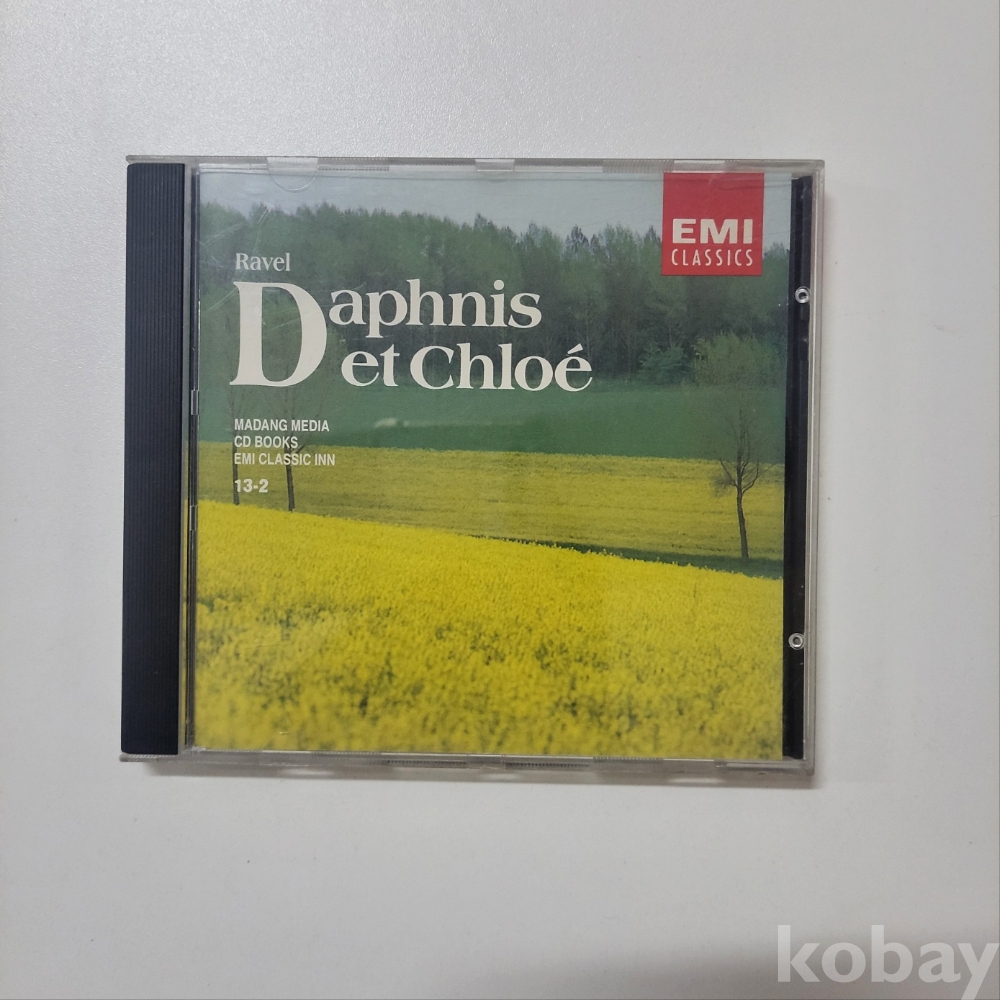 EMI
CLASSICS
Ravel
Daphnis
et Chloé
MADANG MEDIA
CD BOOKS
EMI CLASSIC INN
13-2
kobay